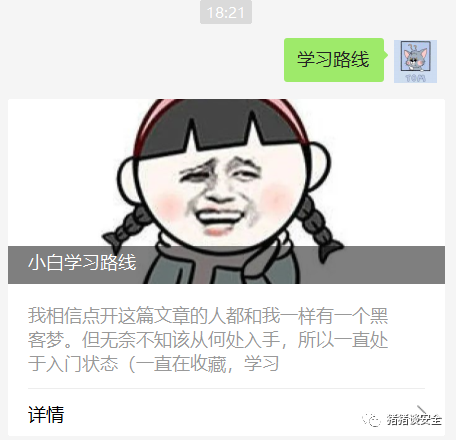 18:21
学习路线
TOM
小白学习路线
我相信点开这篇文章的人都和我一样有一个黑
客梦。但无奈不知该从何处入手，所以一直处
于入门状态（一直在收藏，学习
详情
猪猪谈安全